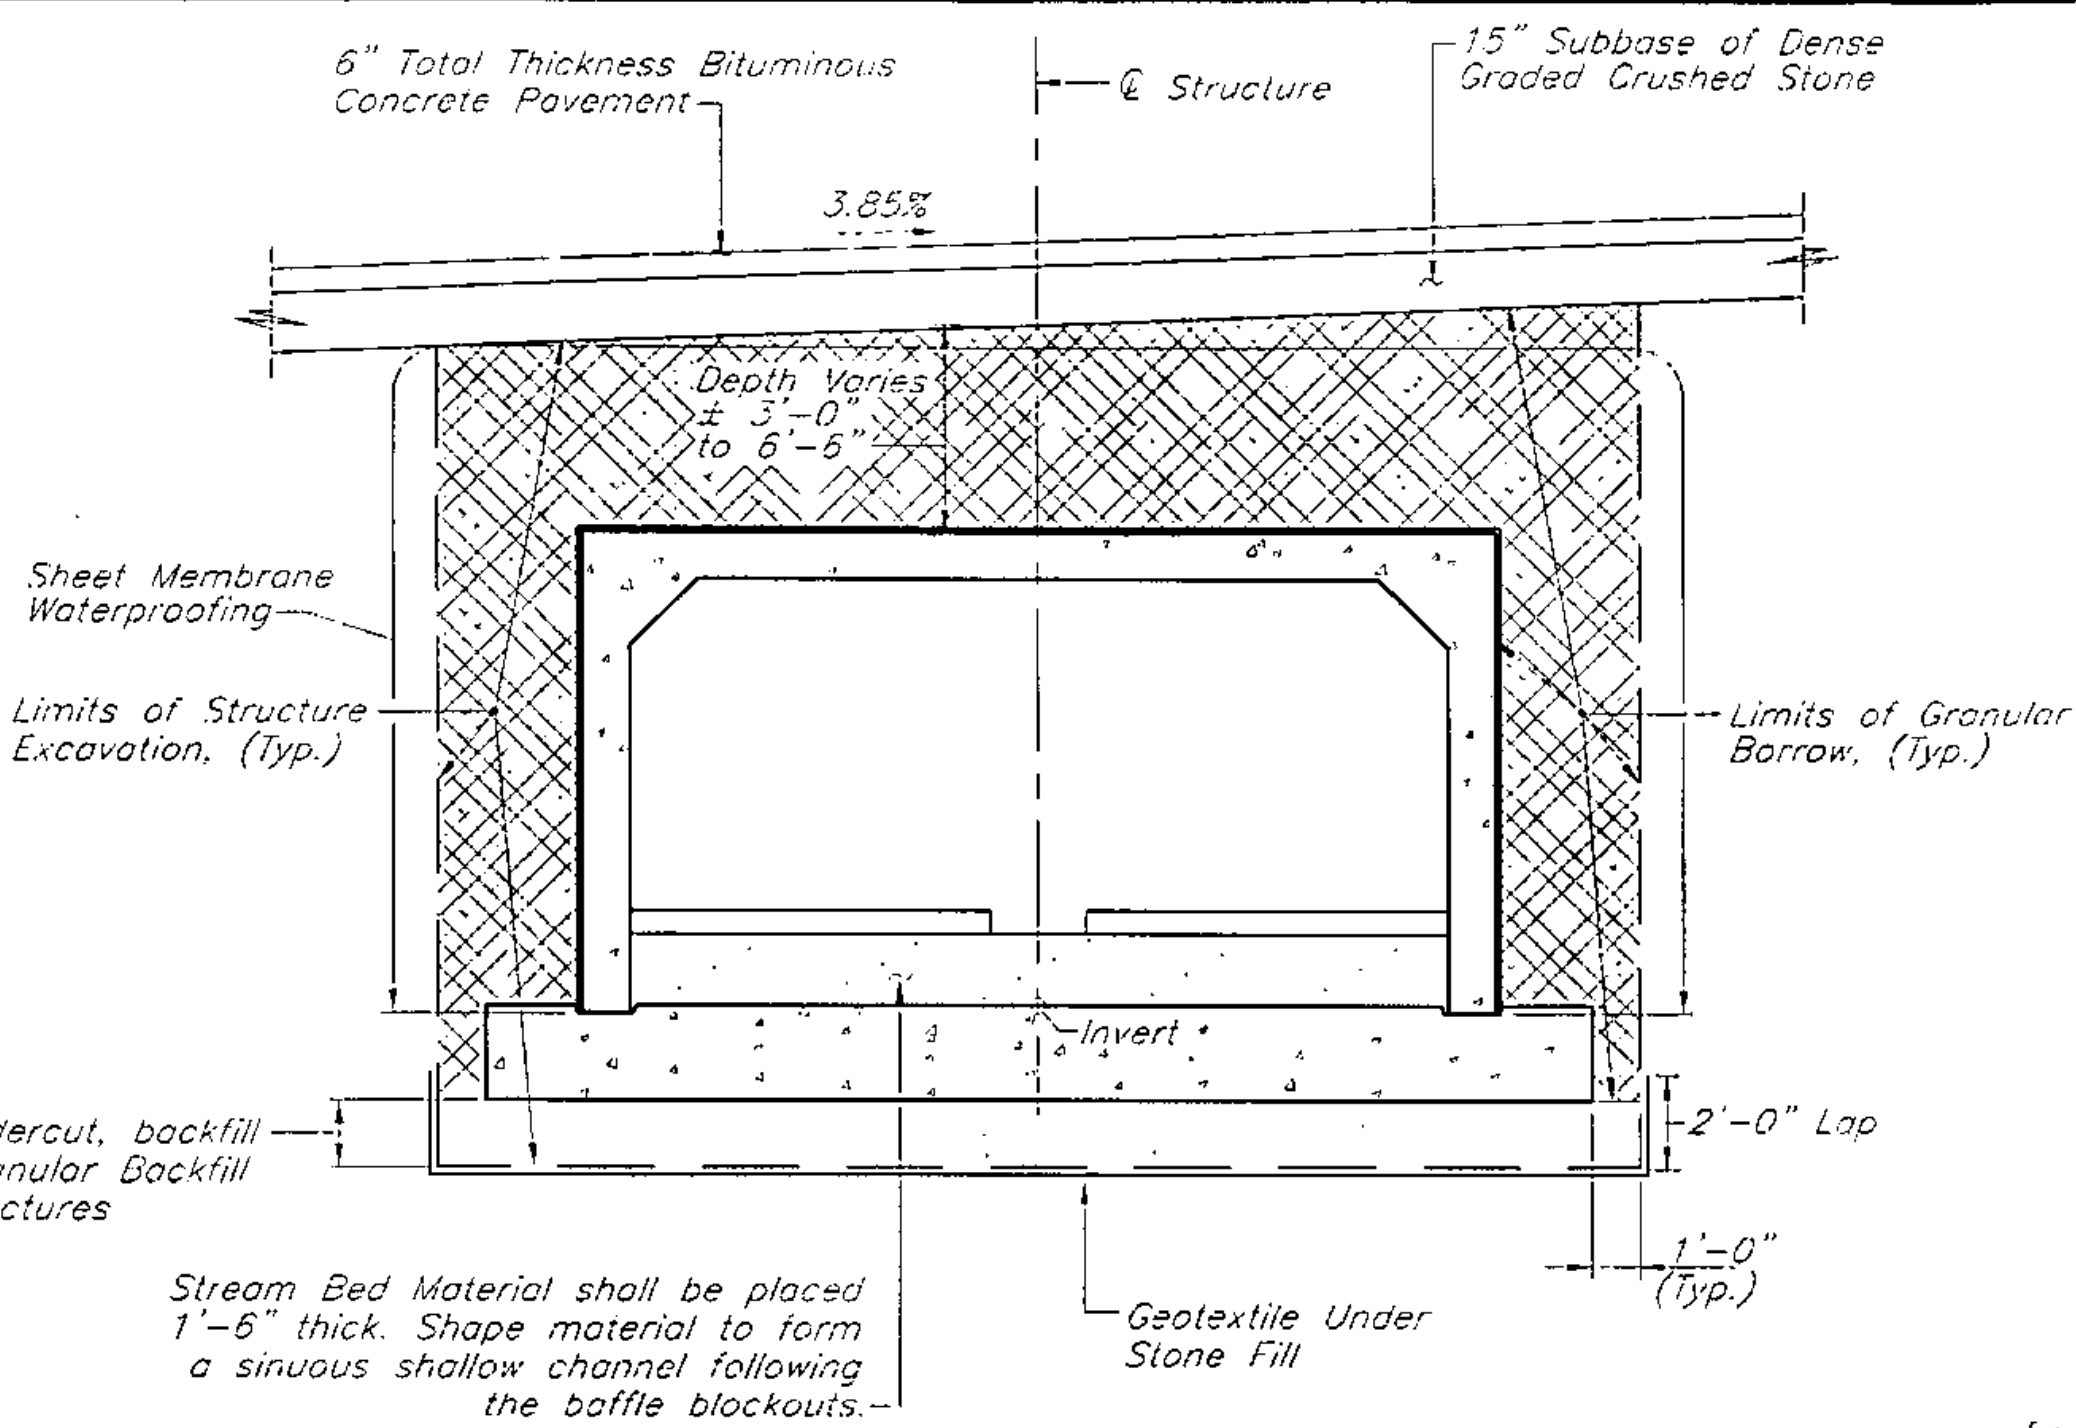 6" Total Thickness Bituminous
Concrete Pavement
℄ Structure
15" Subbase of Dense
Graded Crushed Stone
3.85%
Depth Varies
± 3'-0"
to 6'-6"
Sheet Membrane
Waterproofing
Limits of Structure
Excavation, (Typ.)
Limits of Granular
Borrow, (Typ.)
Invert
dercut, backfill
anular Backfill
ctures
2'-0" Lap
1'-0"
(Typ.)
Stream Bed Material shall be placed
1'-6" thick. Shape material to form
a sinuous shallow channel following
the baffle blockouts.
Geotextile Under
Stone Fill